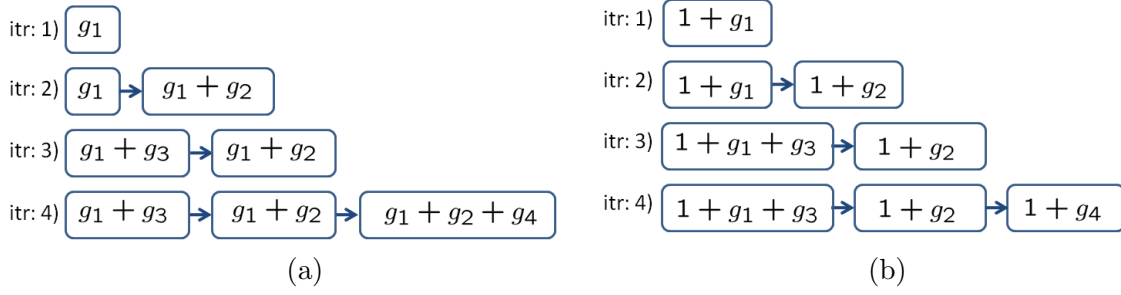 itr: 1) g₁
itr: 2) g₁ g₁ + g₂
itr: 3) g₁ + g₃ g₁ + g₂
itr: 4) g₁ + g₃ g₁ + g₂ g₁ + g₂ + g₄
(a)
itr: 1) 1 + g₁
itr: 2) 1 + g₁ 1 + g₂
itr: 3) 1 + g₁ + g₃ 1 + g₂
itr: 4) 1 + g₁ + g₃ 1 + g₂ 1 + g₄
(b)